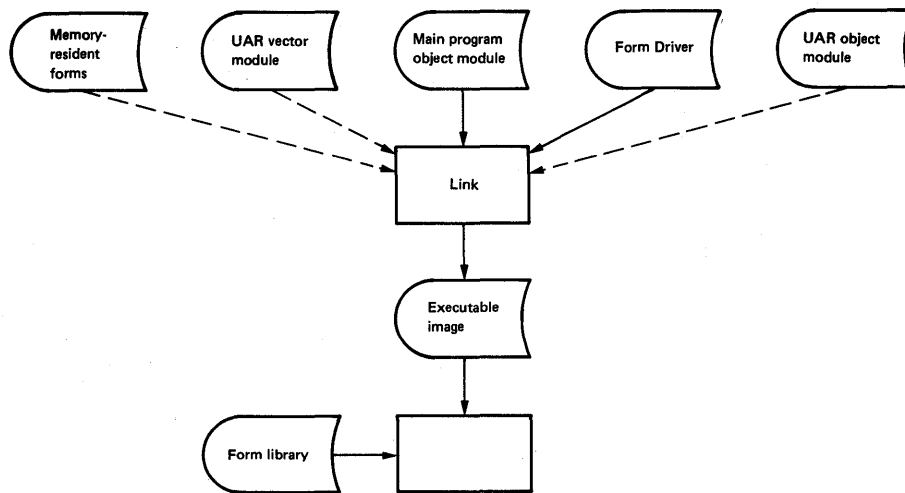 Memory-
resident
forms
UAR vector
module
Main program
object module
Form Driver
UAR object
module
Link
Executable
image
Form library